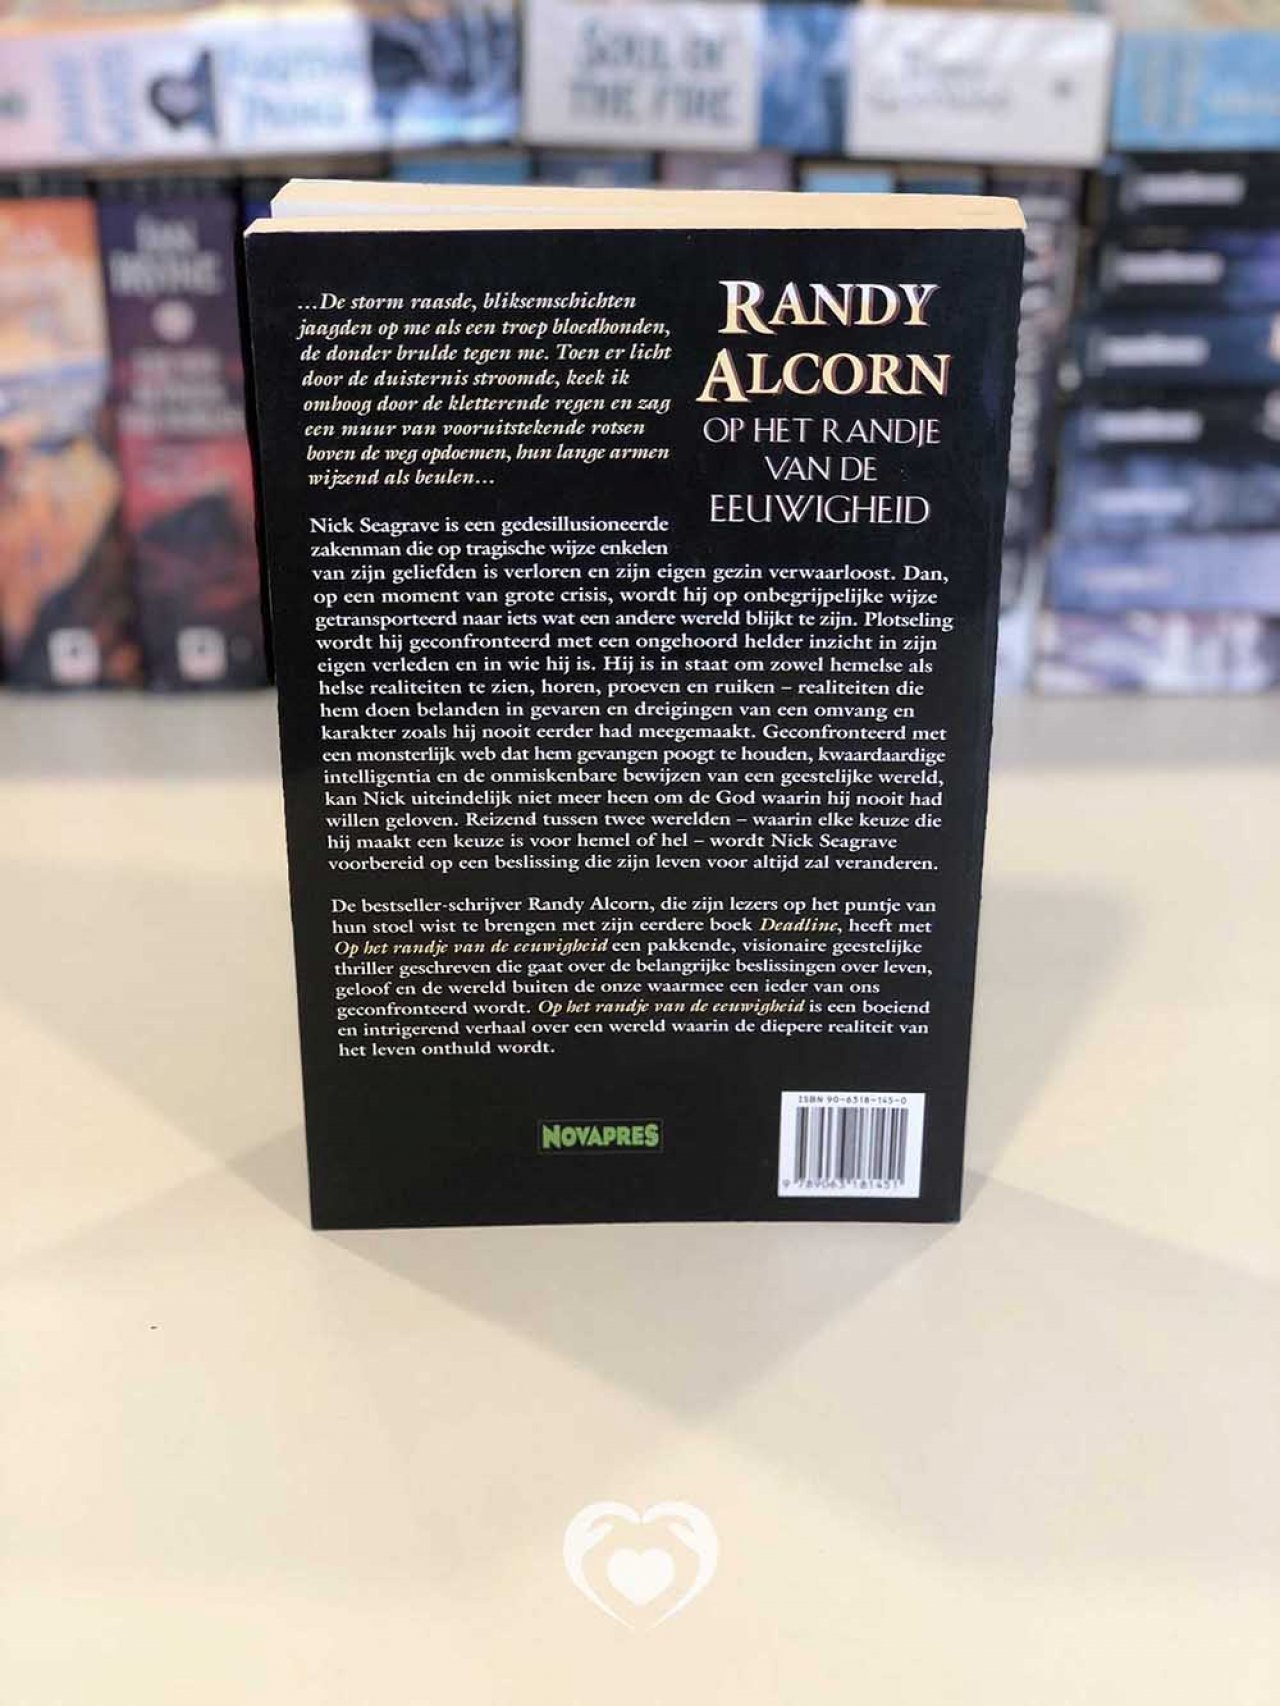 SOUL OF
THE FIRE
…De storm raasde, bliksemschichten
jaagden op me als een troep bloedhonden,
de donder brulde tegen me. Toen er licht
door de duisternis stroomde, keek ik
omhoog door de kletterende regen en zag
een muur van vooruitstekende rotsen
boven de weg opdoemen, hun lange armen
wijzend als beulen…
RANDY
ALCORN
OP HET RANDJE
VAN DE
EEUWIGHEID
Nick Seagrave is een gedesillusioneerde
zakenman die op tragische wijze enkelen
van zijn geliefden is verloren en zijn eigen gezin verwaarloost. Dan,
op een moment van grote crisis, wordt hij op onbegrijpelijke wijze
getransporteerd naar iets wat een andere wereld blijkt te zijn. Plotseling
wordt hij geconfronteerd met een ongehoord helder inzicht in zijn
eigen verleden en in wie hij is. Hij is in staat om zowel hemelse als
helse realiteiten te zien, horen, proeven en ruiken – realiteiten die
hem doen belanden in gevaren en dreigingen van een omvang en
karakter zoals hij nooit eerder had meegemaakt. Geconfronteerd met
een monsterlijk web dat hem gevangen poogt te houden, kwaardaardige
intelligentia en de onmiskenbare bewijzen van een geestelijke wereld,
kan Nick uiteindelijk niet meer heen om de God waarin hij nooit had
willen geloven. Reizend tussen twee werelden – waarin elke keuze die
hij maakt een keuze is voor hemel of hel – wordt Nick Seagrave
voorbereid op een beslissing die zijn leven voor altijd zal veranderen.
De bestseller-schrijver Randy Alcorn, die zijn lezers op het puntje van
hun stoel wist te brengen met zijn eerdere boek Deadline, heeft met
Op het randje van de eeuwigheid een pakkende, visionaire geestelijke
thriller geschreven die gaat over de belangrijke beslissingen over leven,
geloof en de wereld buiten de onze waarmee een ieder van ons
geconfronteerd wordt. Op het randje van de eeuwigheid is een boeiend
en intrigerend verhaal over een wereld waarin de diepere realiteit van
het leven onthuld wordt.
NOVAPRES
ISBN 90-6318-145-0
9 789063 181451